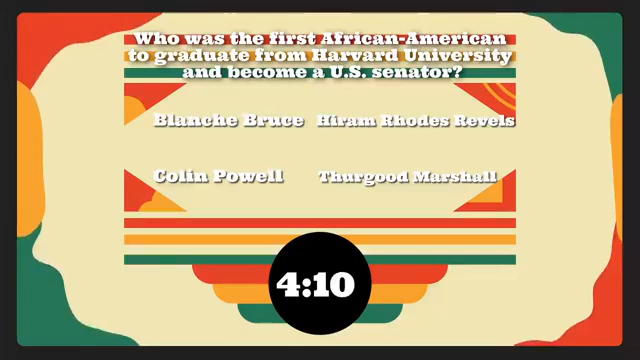 Who was the first African-American
to graduate from Harvard University
and become a U.S. senator?
Blanche Bruce
Hiram Rhodes Revels
Colin Powell
Thurgood Marshall
4:10